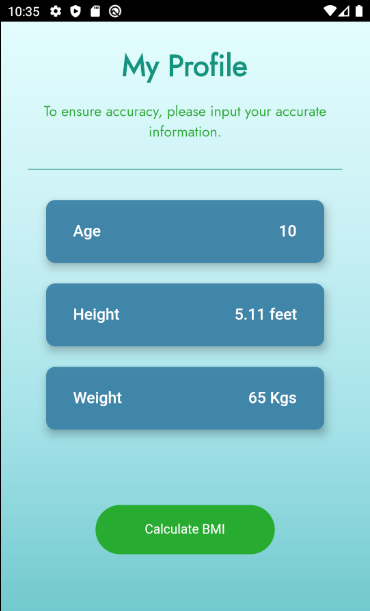 10:35
My Profile
To ensure accuracy, please input your accurate
information.
Age 10
Height 5.11 feet
Weight 65 Kgs
Calculate BMI